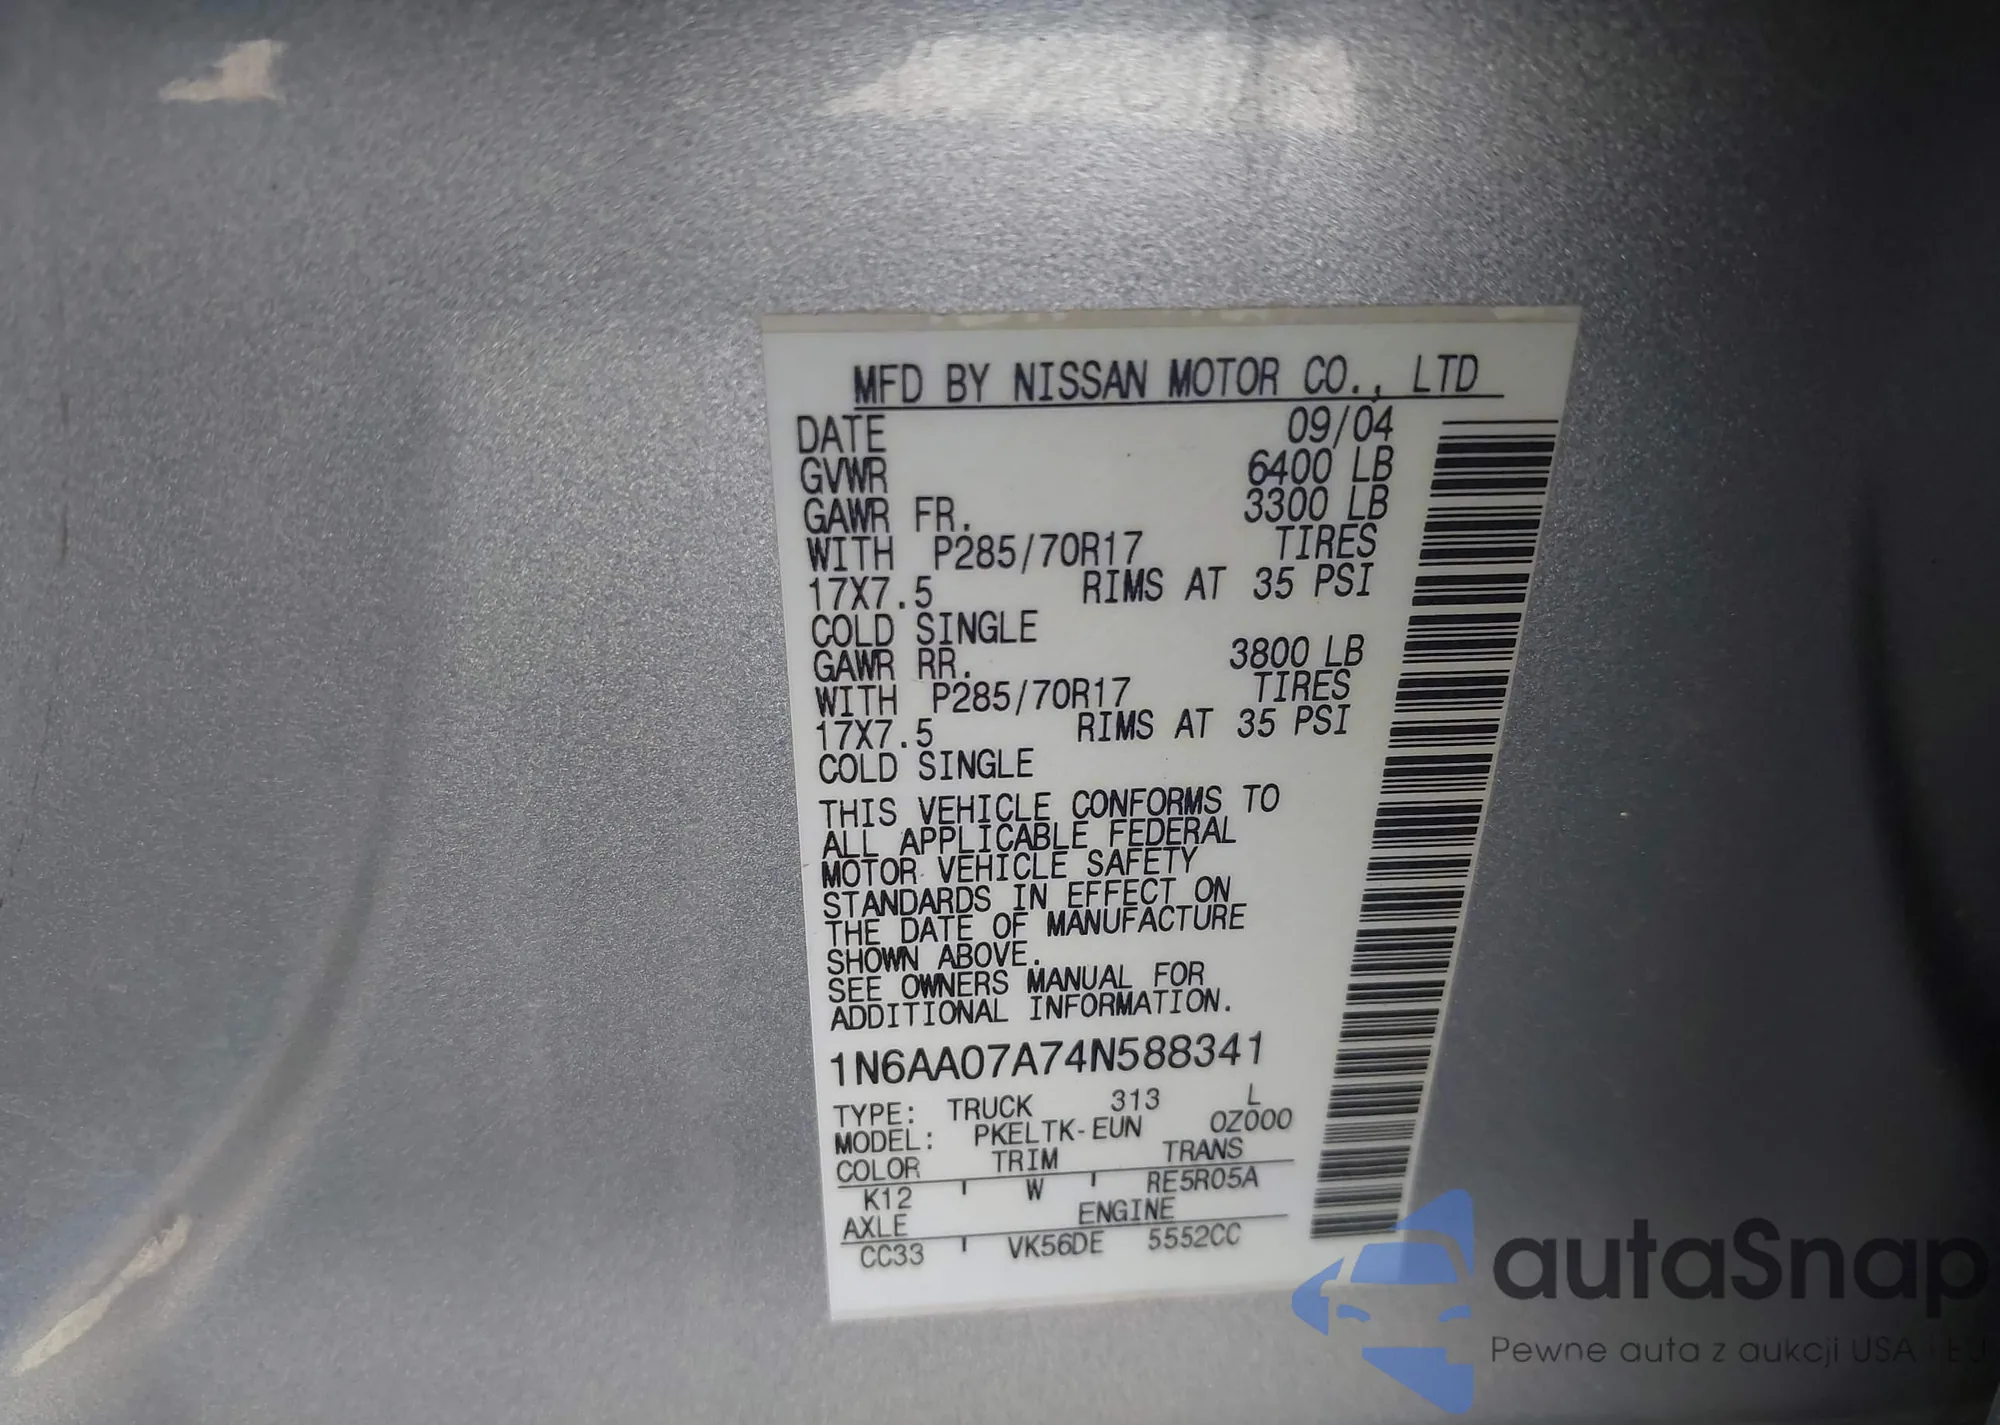 MFD BY NISSAN MOTOR CO., LTD
DATE 09/04
GVWR 6400 LB
GAWR FR. 3300 LB
WITH P285/70R17 TIRES
17X7.5 RIMS AT 35 PSI
COLD SINGLE
GAWR RR. 3800 LB
WITH P285/70R17 TIRES
17X7.5 RIMS AT 35 PSI
COLD SINGLE
THIS VEHICLE CONFORMS TO
ALL APPLICABLE FEDERAL
MOTOR VEHICLE SAFETY
STANDARDS IN EFFECT ON
THE DATE OF MANUFACTURE
SHOWN ABOVE.
SEE OWNERS MANUAL FOR
ADDITIONAL INFORMATION.
1N6AA07A74N588341
TYPE: TRUCK 313 L
MODEL: PKELTK-EUN 0Z000
COLOR TRIM TRANS
K12 W RE5R05A
AXLE ENGINE
CC33 VK56DE 5552CC
autaSnap
Pewne auta z aukcji USA i EU